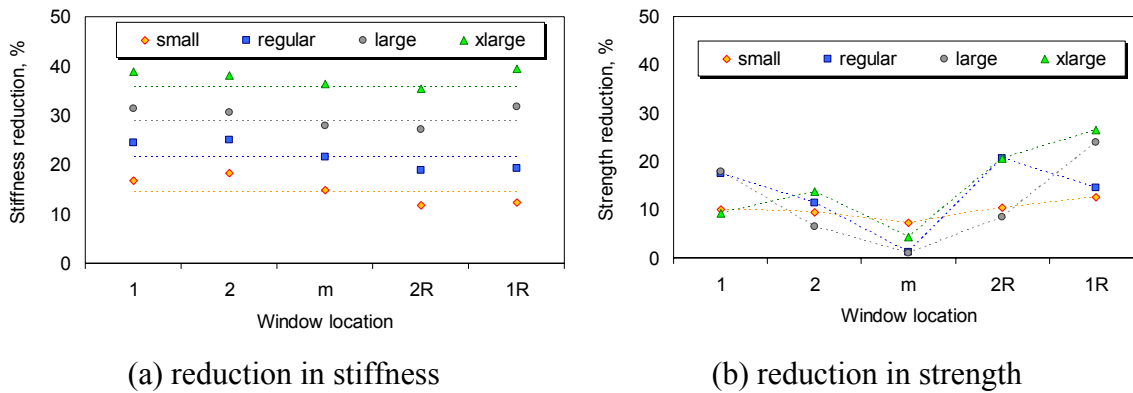 50
40
30
20
10
0
Stiffness reduction, %
small regular large xlarge
1 2 m 2R 1R
Window location
(a) reduction in stiffness
50
40
30
20
10
0
Strength reduction, %
small regular large xlarge
1 2 m 2R 1R
Window location
(b) reduction in strength